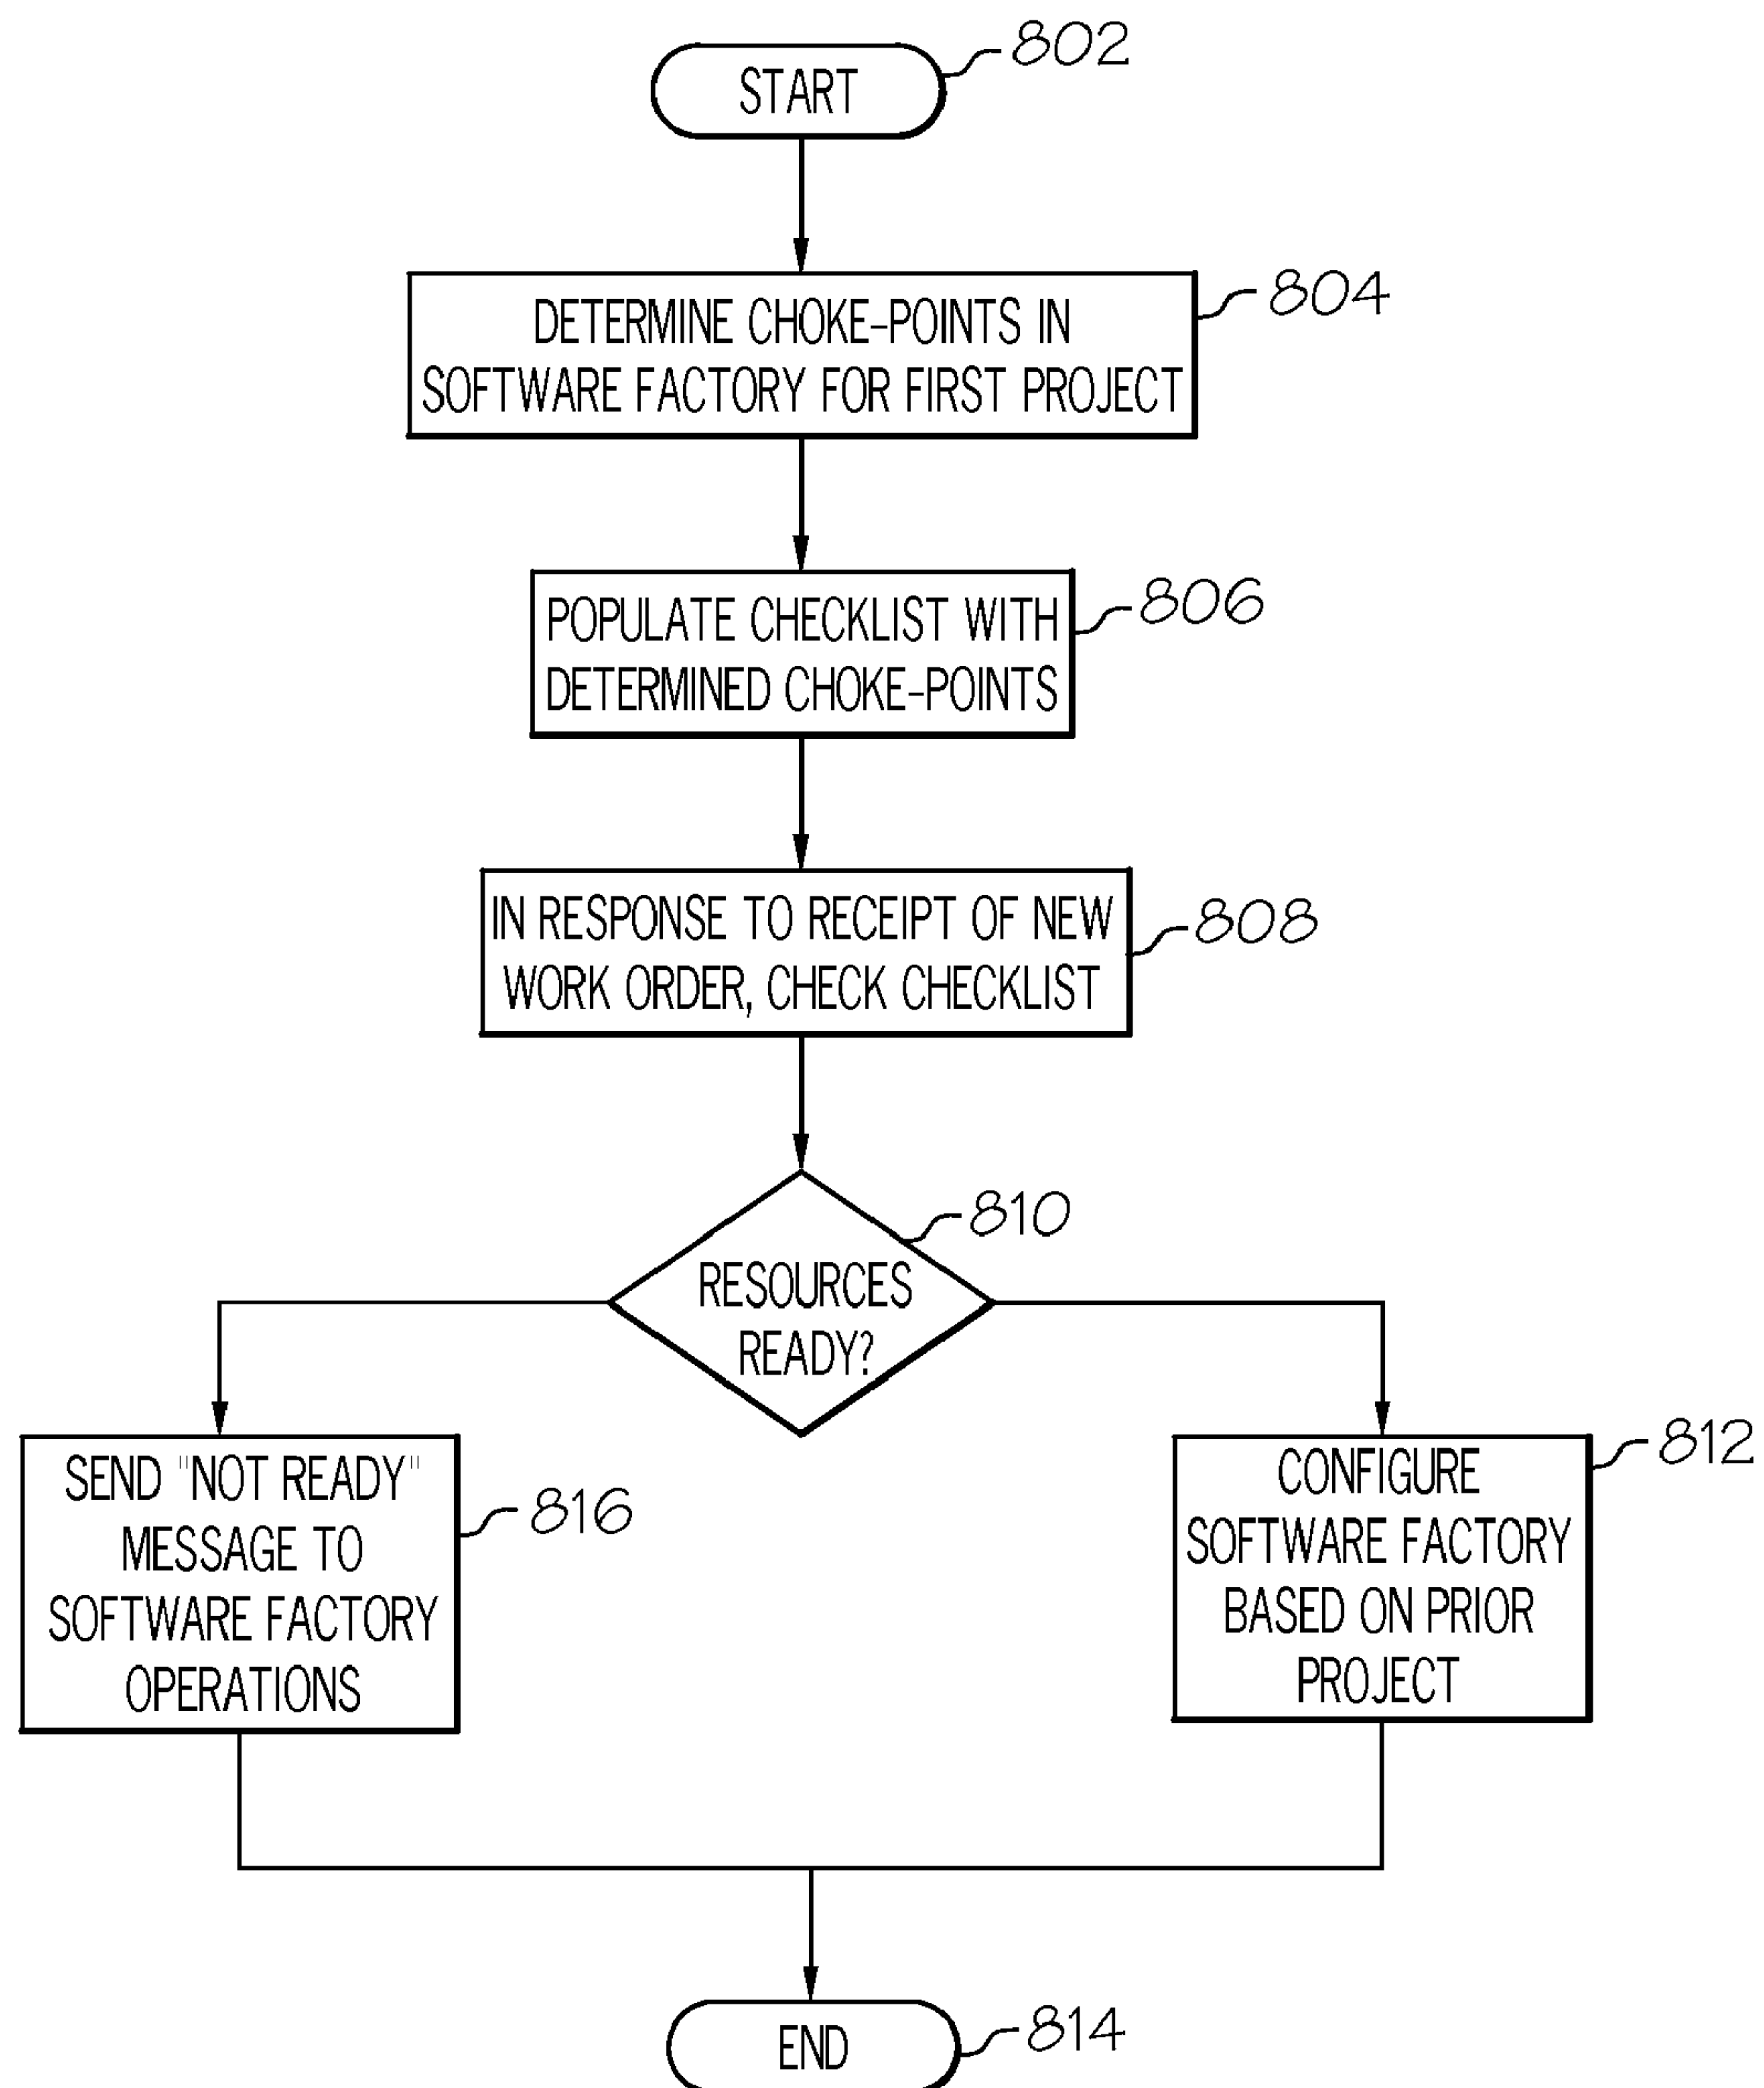 START
802
DETERMINE CHOKE-POINTS IN
SOFTWARE FACTORY FOR FIRST PROJECT
804
POPULATE CHECKLIST WITH
DETERMINED CHOKE-POINTS
806
IN RESPONSE TO RECEIPT OF NEW
WORK ORDER, CHECK CHECKLIST
808
810
RESOURCES
READY?
SEND "NOT READY"
MESSAGE TO
SOFTWARE FACTORY
OPERATIONS
816
CONFIGURE
SOFTWARE FACTORY
BASED ON PRIOR
PROJECT
812
END
814